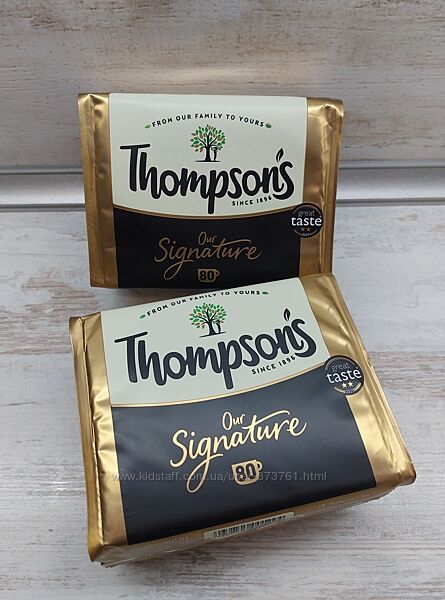 FROM OUR FAMILY TO YOURS
Thompson's
SINCE 1896
great
taste
Our
Signature
80
FROM OUR FAMILY TO YOURS
Thompson's
SINCE 1896
great
taste
Our
Signature
80